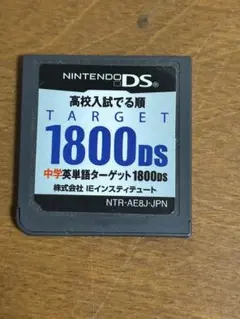 NINTENDO DS
高校入試でる順
TARGET
1800DS
中学英単語ターゲット1800DS
株式会社 IEインスティテュート
NTR-AE8J-JPN